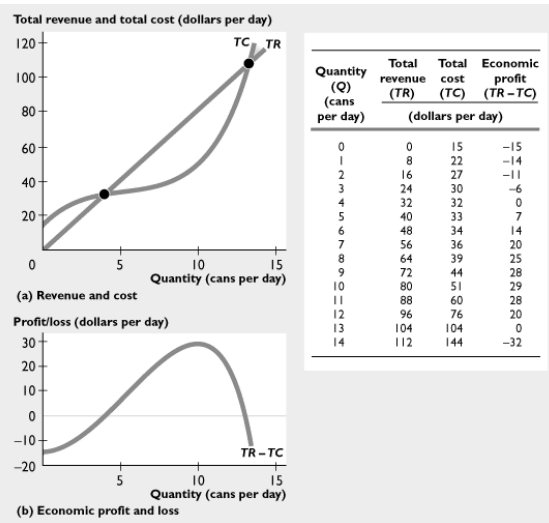 Total revenue and total cost (dollars per day)
120
TC TR
100
80
60
40
20
0 5 10 15
Quantity (cans per day)
(a) Revenue and cost
Profit/loss (dollars per day)
30
20
10
0
−10
TR − TC
−20
5 10 15
Quantity (cans per day)
(b) Economic profit and loss
Quantity (Q) (cans per day) Total revenue (TR) Total cost (TC) Economic profit (TR − TC)
(dollars per day)
0 0 15 −15
1 8 22 −14
2 16 27 −11
3 24 30 −6
4 32 32 0
5 40 33 7
6 48 34 14
7 56 36 20
8 64 39 25
9 72 44 28
10 80 51 29
11 88 60 28
12 96 76 20
13 104 104 0
14 112 144 −32